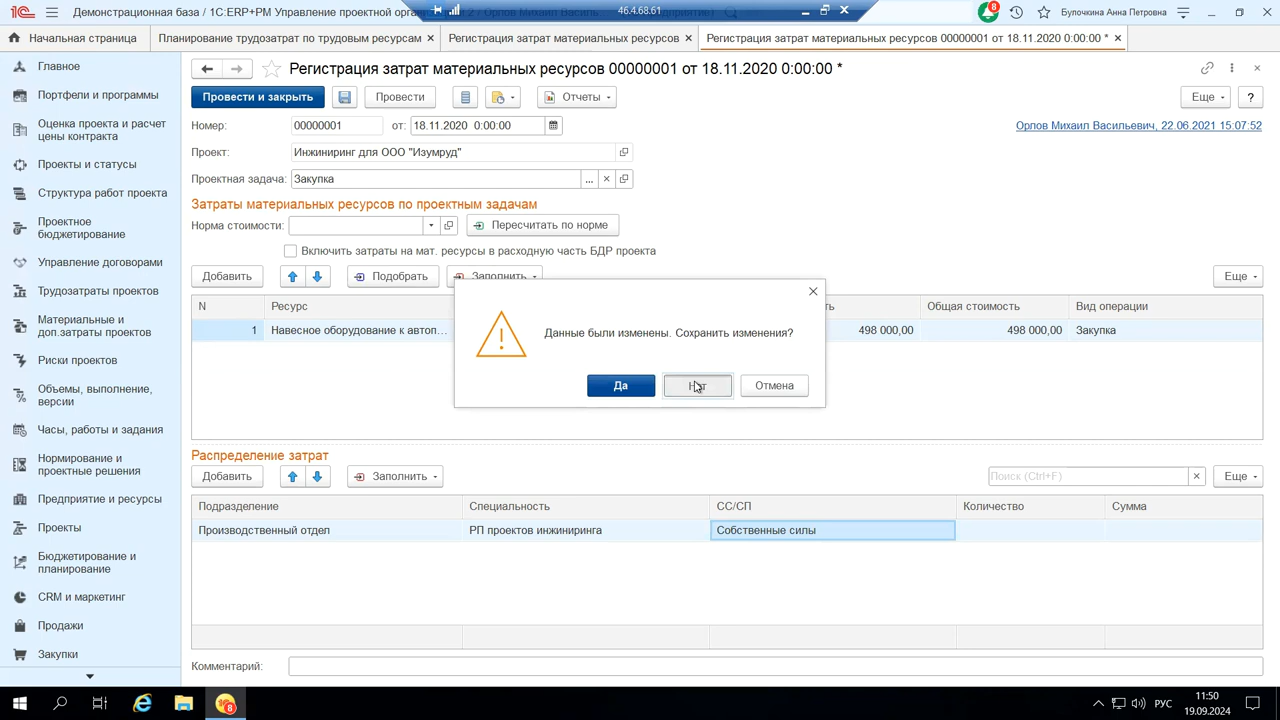 Демонстрационная база / 1С:ERP+PM Управление проектной орган
46.4.68.61
8
Булочкина Анна Петровна
Начальная страница
Планирование трудозатрат по трудовым ресурсам
Регистрация затрат материальных ресурсов
Регистрация затрат материальных ресурсов 00000001 от 18.11.2020 0:00:00 *
Главное
Портфели и программы
Оценка проекта и расчет
цены контракта
Проекты и статусы
Структура работ проекта
Проектное
бюджетирование
Управление договорами
Трудозатраты проектов
Материальные и
доп.затраты проектов
Риски проектов
Объемы, выполнение,
версии
Часы, работы и задания
Нормирование и
проектные решения
Предприятие и ресурсы
Проекты
Бюджетирование и
планирование
CRM и маркетинг
Продажи
Закупки
Регистрация затрат материальных ресурсов 00000001 от 18.11.2020 0:00:00 *
Провести и закрыть
Провести
Отчеты
Еще
?
Номер:
00000001
от:
18.11.2020 0:00:00
Орлов Михаил Васильевич, 22.06.2021 15:07:52
Проект:
Инжиниринг для ООО "Изумруд"
Проектная задача:
Закупка
...
Затраты материальных ресурсов по проектным задачам
Норма стоимости:
Пересчитать по норме
Включить затраты на мат. ресурсы в расходную часть БДР проекта
Добавить
Подобрать
Заполнить
Еще
N
Ресурс
Общая стоимость
Вид операции
1
Навесное оборудование к автоп...
498 000,00
498 000,00
Закупка
Данные были изменены. Сохранить изменения?
Да
Нет
Отмена
Распределение затрат
Добавить
Заполнить
Поиск (Ctrl+F)
Еще
Подразделение
Специальность
СС/СП
Количество
Сумма
Производственный отдел
РП проектов инжиниринга
Собственные силы
Комментарий:
8
РУС
11:50
19.09.2024